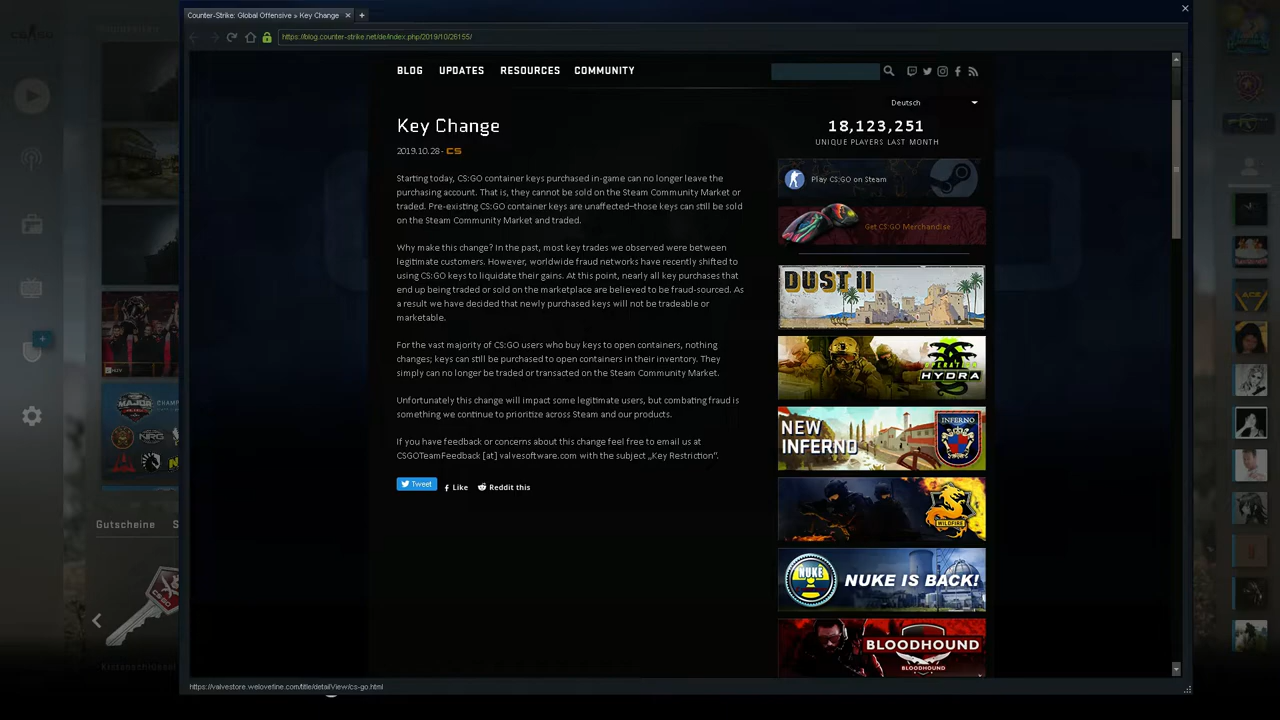 Counter-Strike: Global Offensive » Key Change
https://blog.counter-strike.net/de/index.php/2019/10/26155/
BLOG UPDATES RESOURCES COMMUNITY
Deutsch
Key Change
2019.10.28 - CS
18,123,251
UNIQUE PLAYERS LAST MONTH
Starting today, CS:GO container keys purchased in-game can no longer leave the
purchasing account. That is, they cannot be sold on the Steam Community Market or
traded. Pre-existing CS:GO container keys are unaffected–those keys can still be sold
on the Steam Community Market and traded.
Why make this change? In the past, most key trades we observed were between
legitimate customers. However, worldwide fraud networks have recently shifted to
using CS:GO keys to liquidate their gains. At this point, nearly all key purchases that
end up being traded or sold on the marketplace are believed to be fraud-sourced. As
a result we have decided that newly purchased keys will not be tradeable or
marketable.
For the vast majority of CS:GO users who buy keys to open containers, nothing
changes; keys can still be purchased to open containers in their inventory. They
simply can no longer be traded or transacted on the Steam Community Market.
Unfortunately this change will impact some legitimate users, but combating fraud is
something we continue to prioritize across Steam and our products.
If you have feedback or concerns about this change feel free to email us at
CSGOTeamFeedback [at] valvesoftware.com with the subject „Key Restriction“.
Tweet Like Reddit this
Play CS:GO on Steam
Get CS:GO Merchandise
DUST II
OPERATION
HYDRA
NEW
INFERNO
INFERNO
WILDFIRE
NUKE
NUKE IS BACK!
BLOODHOUND
BLOODHOUND
MAJOR
CHAMP
NRG
Gutscheine S
https://valvestore.welovefine.com/title/detailView/cs-go.html